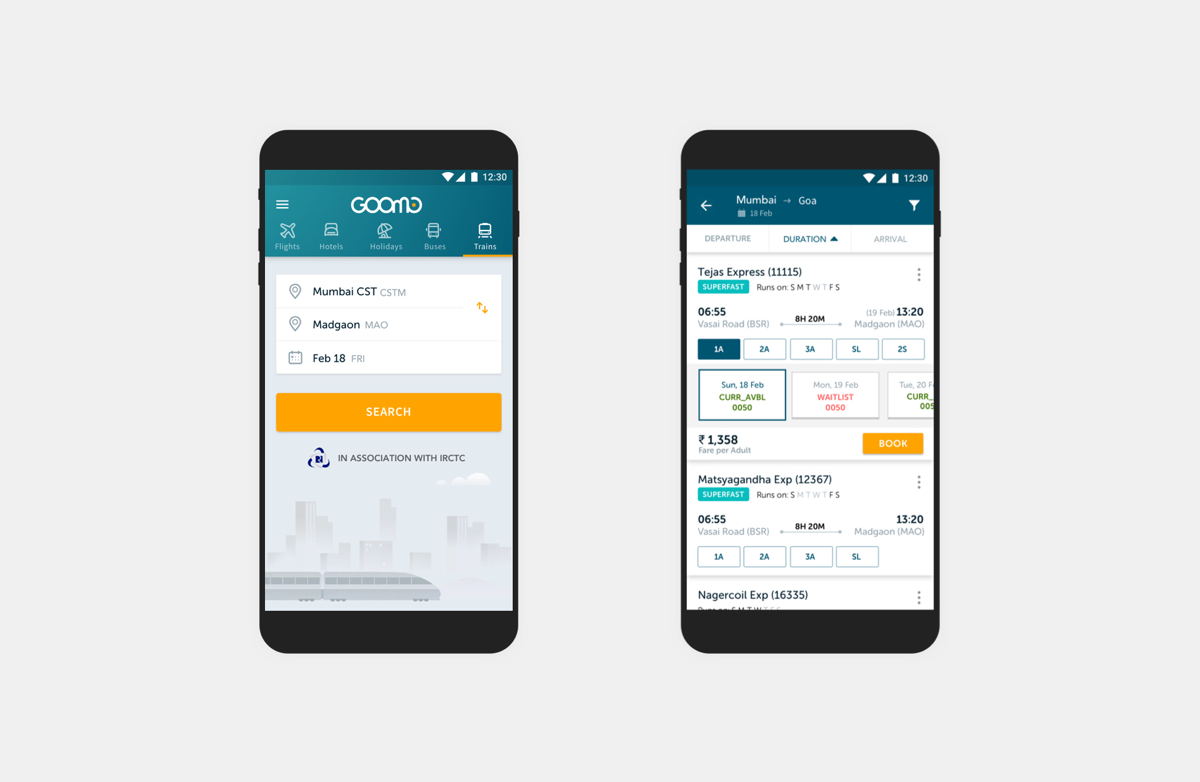 12:30
GOOMO
Flights Hotels Holidays Buses Trains
Mumbai CST CSTM
Madgaon MAO
Feb 18 FRI
SEARCH
IN ASSOCIATION WITH IRCTC
12:30
Mumbai → Goa
18 Feb
DEPARTURE DURATION ARRIVAL
Tejas Express (11115)
SUPERFAST Runs on: S M T W T F S
06:55 8H 20M (19 Feb) 13:20
Vasai Road (BSR) Madgaon (MAO)
1A 2A 3A SL 2S
Sun, 18 Feb Mon, 19 Feb Tue, 20 F
CURR_AVBL WAITLIST CURR_
0050 0050 005
₹ 1,358 BOOK
Fare per Adult
Matsyagandha Exp (12367)
SUPERFAST Runs on: S M T W T F S
06:55 8H 20M 13:20
Vasai Road (BSR) Madgaon (MAO)
1A 2A 3A SL
Nagercoil Exp (16335)
Runs on: S M T W T F S